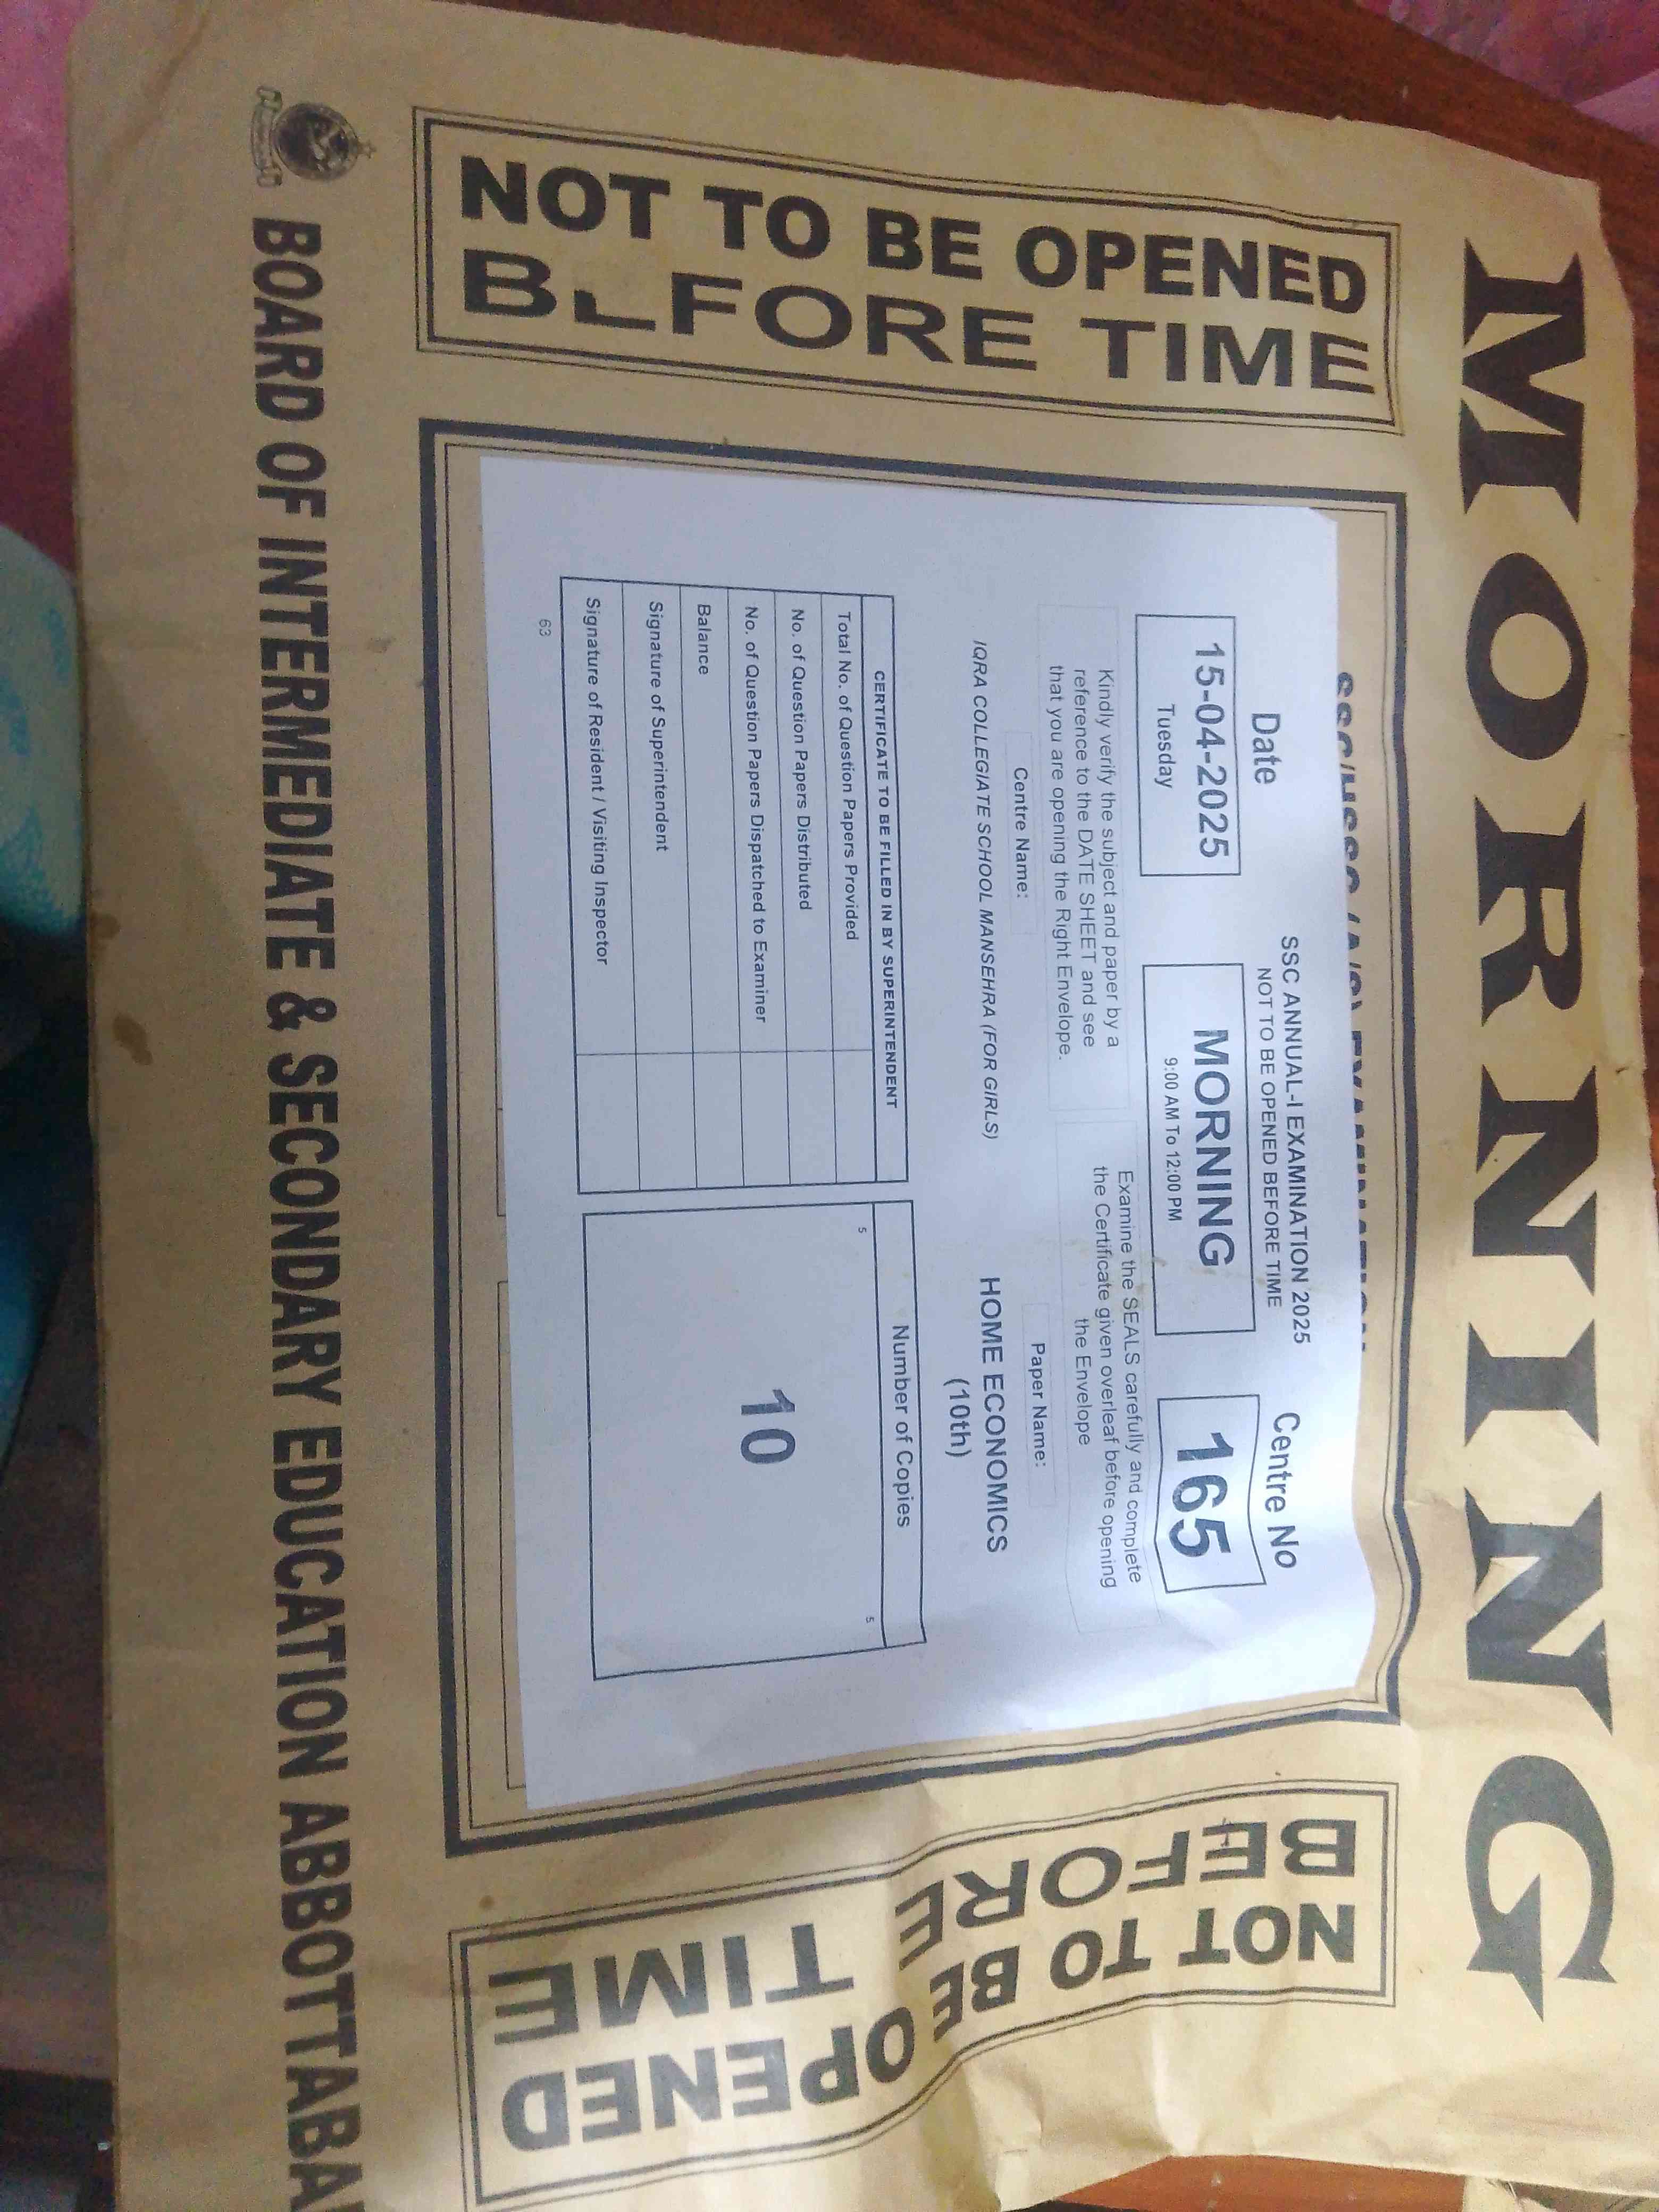 MORNING
NOT TO BE OPENED
BEFORE TIME
SSC/HSSC (A/S) EXAMINATION
SSC ANNUAL-I EXAMINATION 2025
NOT TO BE OPENED BEFORE TIME
Date
Centre No
15-04-2025
Tuesday
MORNING
9:00 AM To 12:00 PM
165
Kindly verify the subject and paper by a
reference to the DATE SHEET and see
that you are opening the Right Envelope.
Examine the SEALS carefully and complete
the Certificate given overleaf before opening
the Envelope
Centre Name:
Paper Name:
IQRA COLLEGIATE SCHOOL MANSEHRA (FOR GIRLS)
HOME ECONOMICS
(10th)
CERTIFICATE TO BE FILLED IN BY SUPERINTENDENT
Total No. of Question Papers Provided
No. of Question Papers Distributed
No. of Question Papers Dispatched to Examiner
Balance
Signature of Superintendent
Signature of Resident / Visiting Inspector
Number of Copies
5 5
10
63
NOT TO BE OPENED
BEFORE TIME
BOARD OF INTERMEDIATE & SECONDARY EDUCATION ABBOTTABA